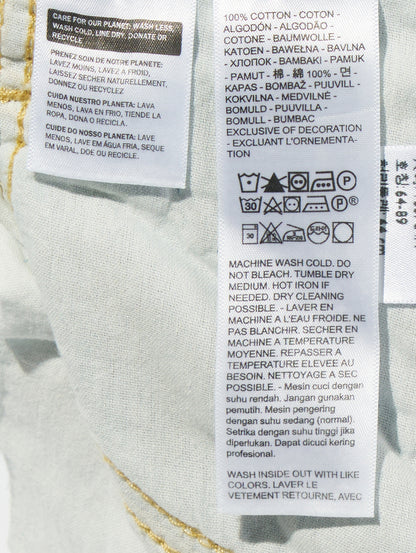 CARE FOR OUR PLANET: WASH LESS,
WASH COLD, LINE DRY, DONATE OR
RECYCLE
PRENEZ SOIN DE NOTRE PLANETE:
LAVEZ MOINS, LAVEZ A FROID,
LAISSEZ SECHER NATURELLEMENT,
DONNEZ OU RECYCLEZ.
CUIDA NUESTRO PLANETA: LAVA
MENOS, LAVA EN FRIO, TIENDE LA
ROPA, DONA O RECICLA.
CUIDE DO NOSSO PLANETA: LAVE
MENOS, LAVE EM ÁGUA FRIA, SEQUE
EM VARAL, DOE OU RECICLE.
100% COTTON - COTON -
ALGODÓN - ALGODÃO -
COTONE - BAUMWOLLE -
KATOEN - BAWEŁNA - BAVLNA
- ХЛОПОК - BAMBAKI - PAMUK
- PAMUT - 棉 - 綿 100% - 면 -
KAPAS - BOMBAŽ - PUUVILL -
KOKVILNA - MEDVILNĖ -
BOMULD - PUUVILLA -
BOMULL - BUMBAC
EXCLUSIVE OF DECORATION
- EXCLUANT L'ORNEMENTA-
TION
MACHINE WASH COLD. DO
NOT BLEACH. TUMBLE DRY
MEDIUM. HOT IRON IF
NEEDED. DRY CLEANING
POSSIBLE. - LAVER EN
MACHINE A L'EAU FROIDE. NE
PAS BLANCHIR. SECHER EN
MACHINE A TEMPERATURE
MOYENNE. REPASSER A
TEMPERATURE ELEVEE AU
BESOIN. NETTOYAGE A SEC
POSSIBLE. - Mesin cuci dengan
suhu rendah. Jangan gunakan
pemutih. Mesin pengering
dengan suhu sedang (normal).
Setrika dengan suhu tinggi jika
diperlukan. Dapat dicuci kering
profesional.
WASH INSIDE OUT WITH LIKE
COLORS. LAVER LE
VETEMENT RETOURNE, AVEC
호칭: 64-89